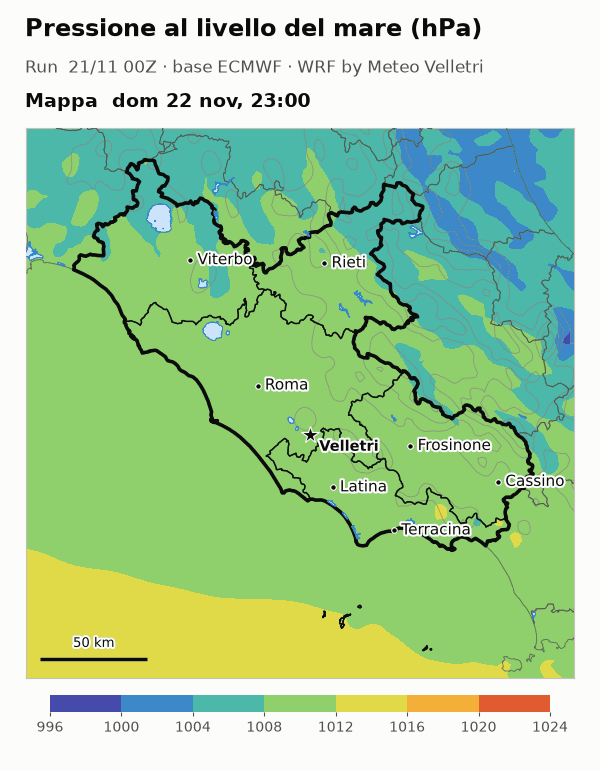 Pressione al livello del mare (hPa)
Run  21/11 00Z · base ECMWF · WRF by Meteo Velletri
Mappa  dom 22 nov, 23:00
Viterbo
Rieti
Roma
Velletri
Frosinone
Latina
Cassino
Terracina
50 km
996 1000 1004 1008 1012 1016 1020 1024